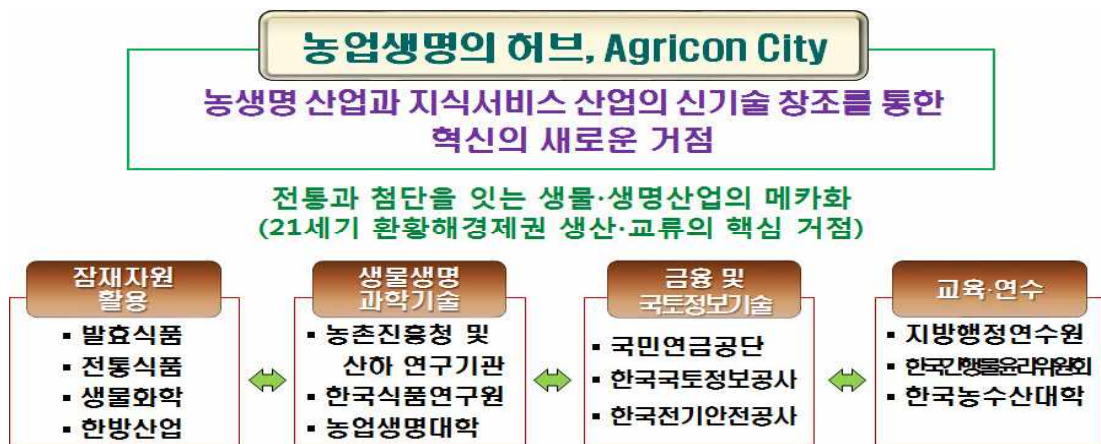 농업생명의 허브, Agricon City
농생명 산업과 지식서비스 산업의 신기술 창조를 통한
혁신의 새로운 거점
전통과 첨단을 잇는 생물·생명산업의 메카화
(21세기 환황해경제권 생산·교류의 핵심 거점)
잠재자원
활용
▪ 발효식품
▪ 전통식품
▪ 생물화학
▪ 한방산업
생물생명
과학기술
▪ 농촌진흥청 및
산하 연구기관
▪ 한국식품연구원
▪ 농업생명대학
금융 및
국토정보기술
▪ 국민연금공단
▪ 한국국토정보공사
▪ 한국전기안전공사
교육·연수
▪ 지방행정연수원
▪ 한국간행물윤리위원회
▪ 한국농수산대학